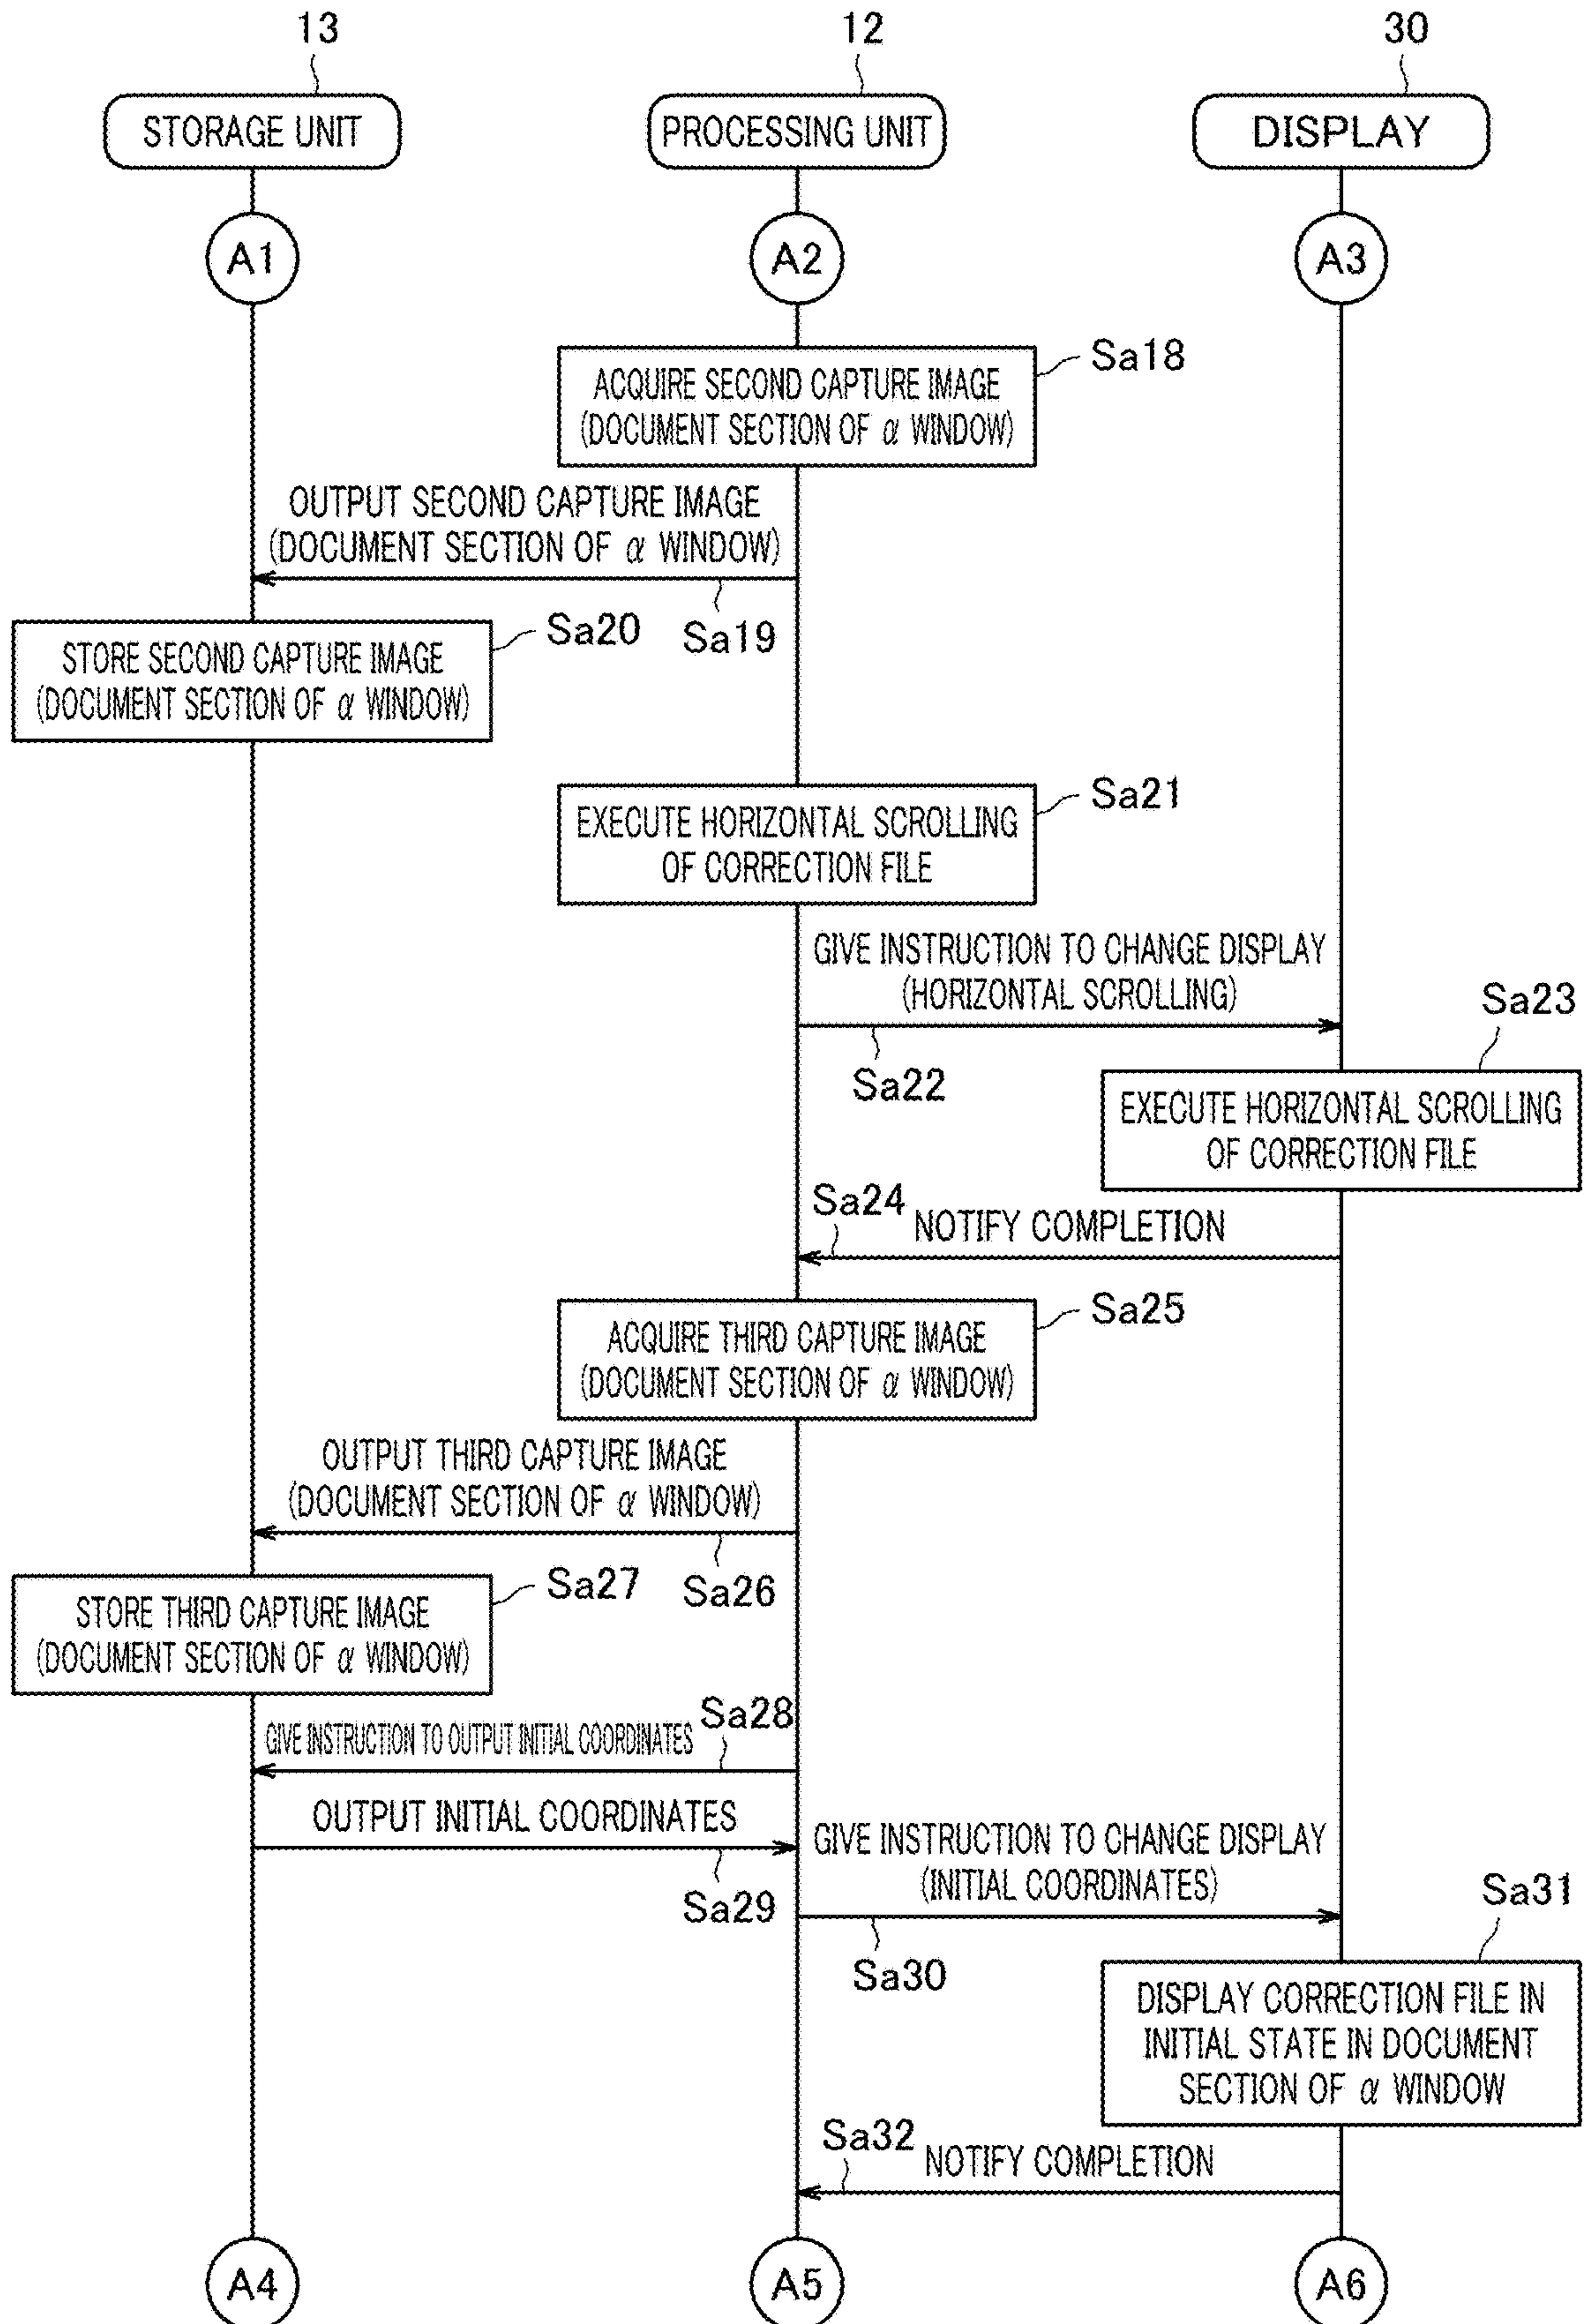 13
12
30
STORAGE UNIT
PROCESSING UNIT
DISPLAY
A1
A2
A3
Sa18
ACQUIRE SECOND CAPTURE IMAGE
(DOCUMENT SECTION OF α WINDOW)
OUTPUT SECOND CAPTURE IMAGE
(DOCUMENT SECTION OF α WINDOW)
Sa19
Sa20
STORE SECOND CAPTURE IMAGE
(DOCUMENT SECTION OF α WINDOW)
Sa21
EXECUTE HORIZONTAL SCROLLING
OF CORRECTION FILE
GIVE INSTRUCTION TO CHANGE DISPLAY
(HORIZONTAL SCROLLING)
Sa22
Sa23
EXECUTE HORIZONTAL SCROLLING
OF CORRECTION FILE
Sa24
NOTIFY COMPLETION
Sa25
ACQUIRE THIRD CAPTURE IMAGE
(DOCUMENT SECTION OF α WINDOW)
OUTPUT THIRD CAPTURE IMAGE
(DOCUMENT SECTION OF α WINDOW)
Sa26
Sa27
STORE THIRD CAPTURE IMAGE
(DOCUMENT SECTION OF α WINDOW)
Sa28
GIVE INSTRUCTION TO OUTPUT INITIAL COORDINATES
OUTPUT INITIAL COORDINATES
Sa29
GIVE INSTRUCTION TO CHANGE DISPLAY
(INITIAL COORDINATES)
Sa30
Sa31
DISPLAY CORRECTION FILE IN
INITIAL STATE IN DOCUMENT
SECTION OF α WINDOW
Sa32
NOTIFY COMPLETION
A4
A5
A6